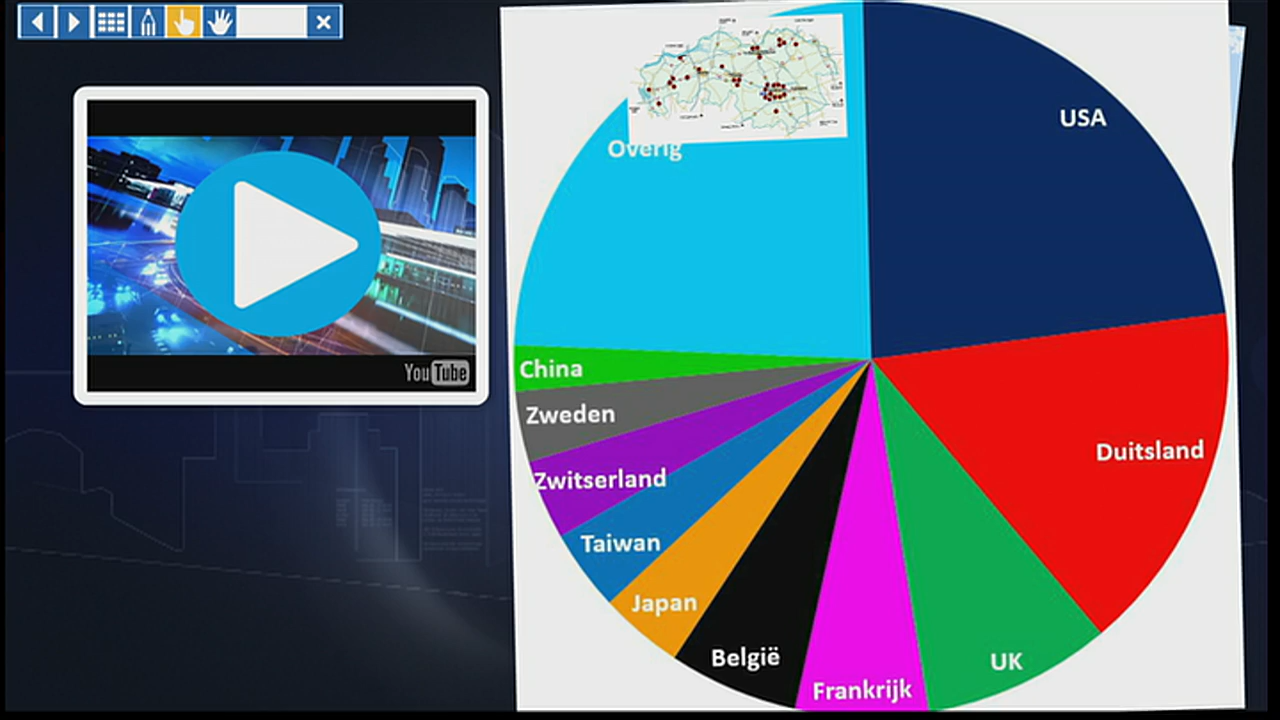 USA
Overig
China
Zweden
Zwitserland
Taiwan
Japan
België
Frankrijk
UK
Duitsland
YouTube